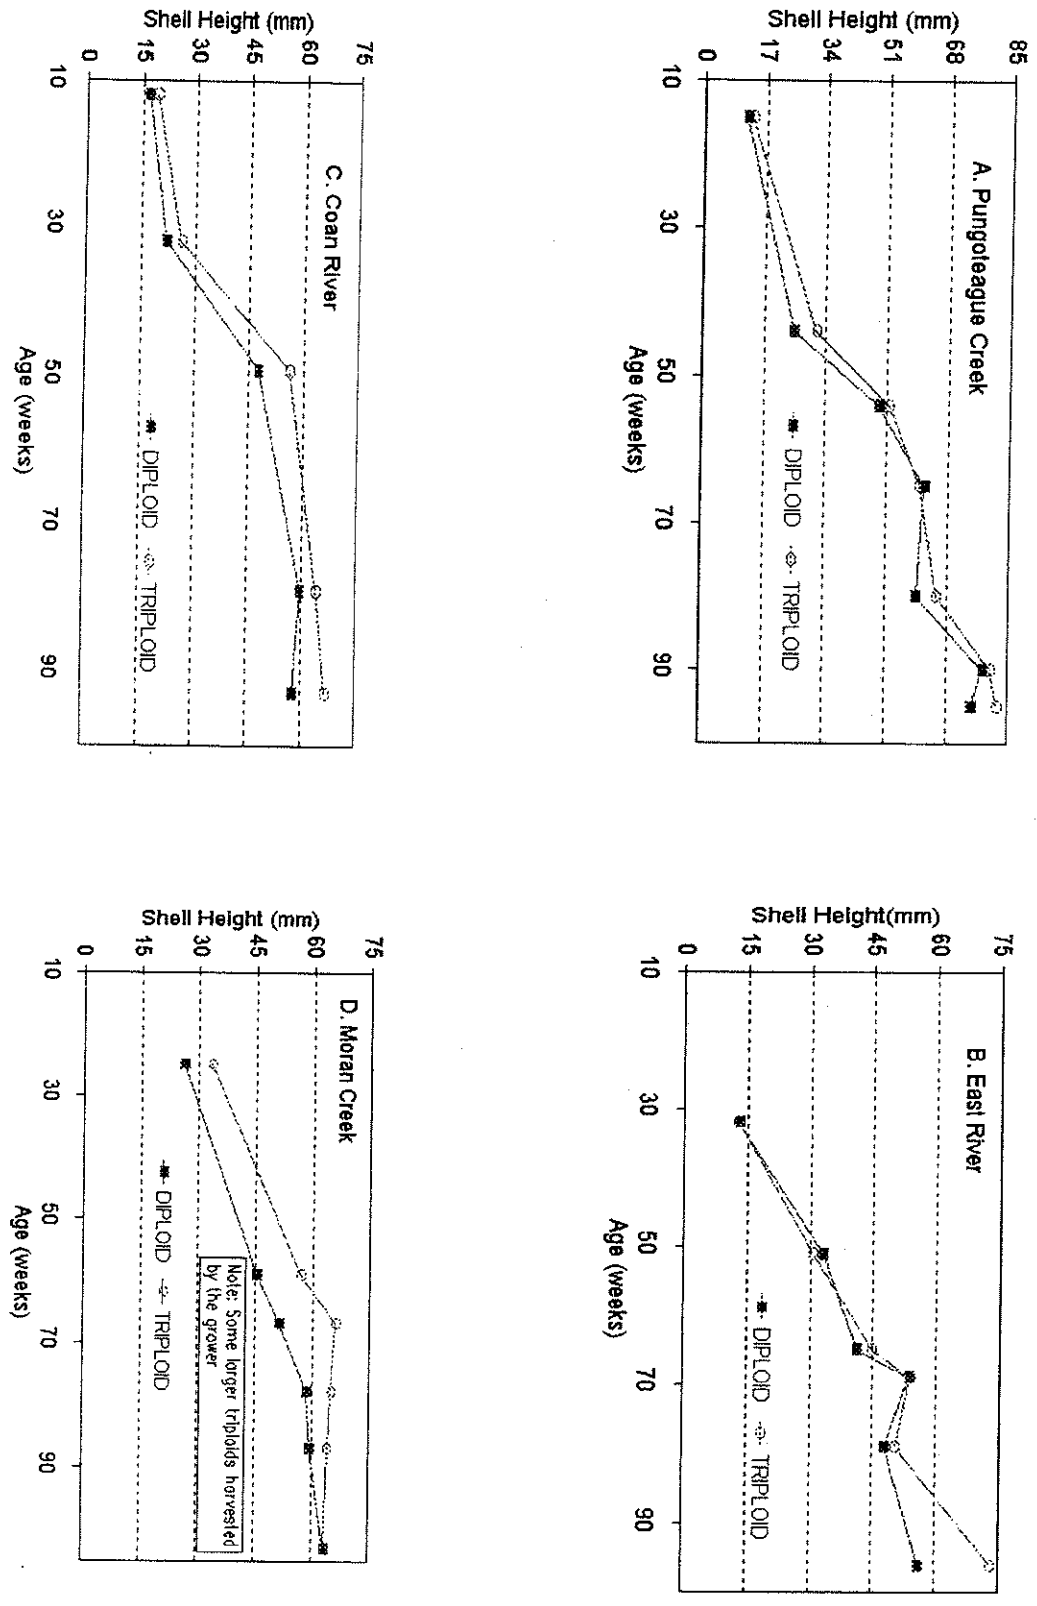 A. Pungoteague Creek
Shell Height (mm)
85
68
51
34
17
0
10
30
50
70
90
Age (weeks)
DIPLOID TRIPLOID
B. East River
Shell Height(mm)
75
60
45
30
15
0
10
30
50
70
90
Age (weeks)
DIPLOID TRIPLOID
C. Coan River
Shell Height (mm)
75
60
45
30
15
0
10
30
50
70
90
Age (weeks)
DIPLOID TRIPLOID
D. Moran Creek
Shell Height (mm)
75
60
45
30
15
0
10
30
50
70
90
Age (weeks)
Note: Some larger triploids harvested
by the grower
DIPLOID TRIPLOID